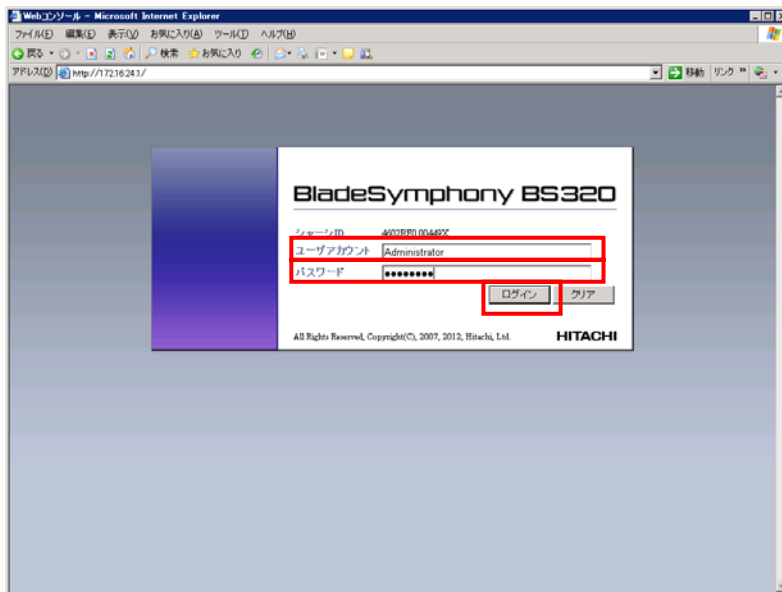 Webコンソール - Microsoft Internet Explorer
ファイル(F) 編集(E) 表示(V) お気に入り(A) ツール(T) ヘルプ(H)
戻る 検索 お気に入り
アドレス(D) http://172.16.24.1/ 移動 リンク »
BladeSymphony BS320
シャーシID
ユーザアカウント Administrator
パスワード ●●●●●●●●
ログイン クリア
All Rights Reserved, Copyright(C), 2007, 2012, Hitachi, Ltd. HITACHI